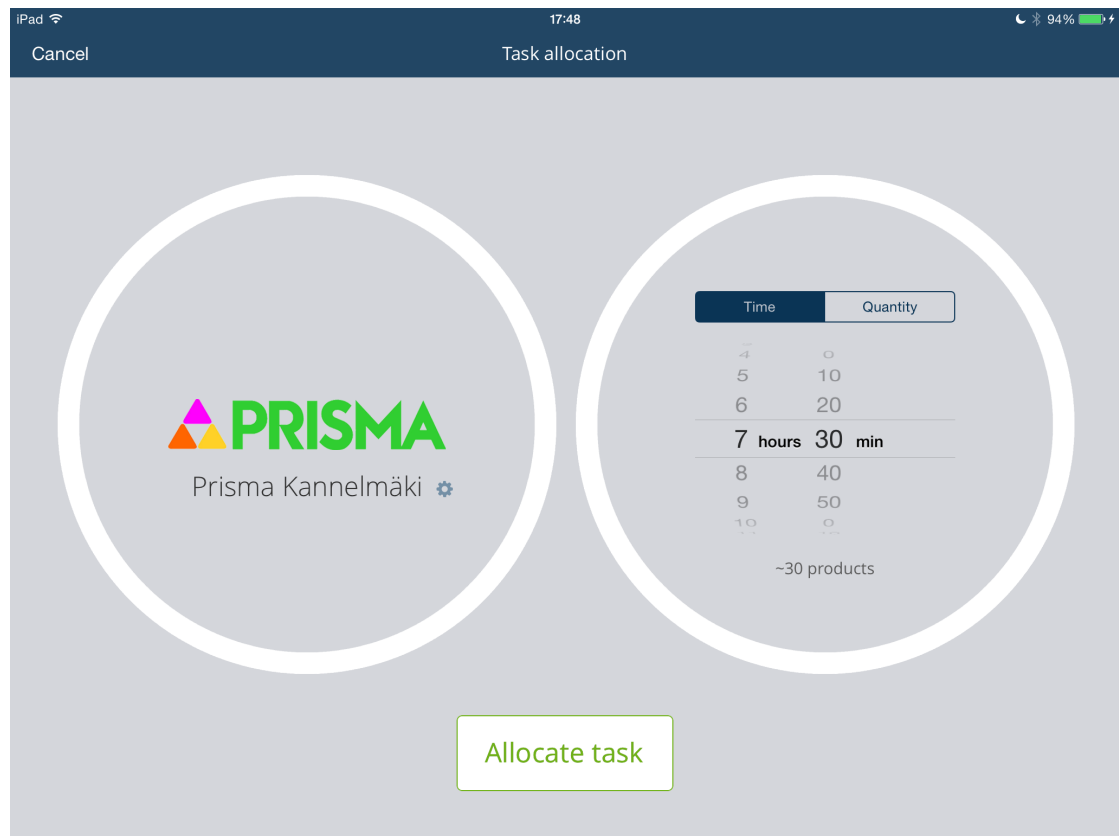 iPad 17:48 94%
Cancel Task allocation
PRISMA
Prisma Kannelmäki
Time Quantity
4 0
5 10
6 20
7 hours 30 min
8 40
9 50
10 0
~30 products
Allocate task